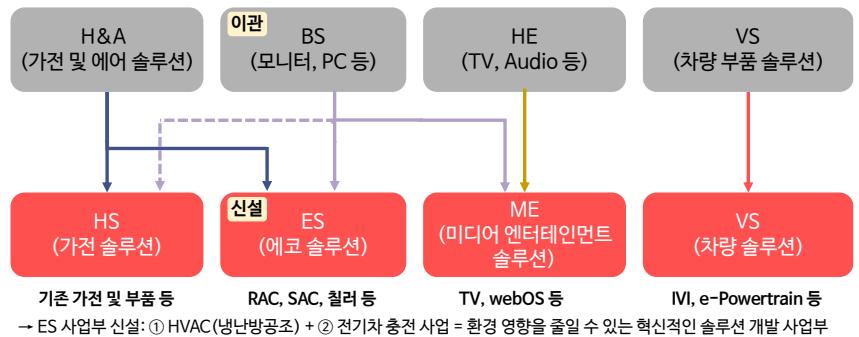 H&A
(가전 및 에어 솔루션)
이관
BS
(모니터, PC 등)
HE
(TV, Audio 등)
VS
(차량 부품 솔루션)
HS
(가전 솔루션)
신설
ES
(에코 솔루션)
ME
(미디어 엔터테인먼트
솔루션)
VS
(차량 솔루션)
기존 가전 및 부품 등
RAC, SAC, 칠러 등
TV, webOS 등
IVI, e-Powertrain 등
→ ES 사업부 신설: ① HVAC(냉난방공조) + ② 전기차 충전 사업 = 환경 영향을 줄일 수 있는 혁신적인 솔루션 개발 사업부